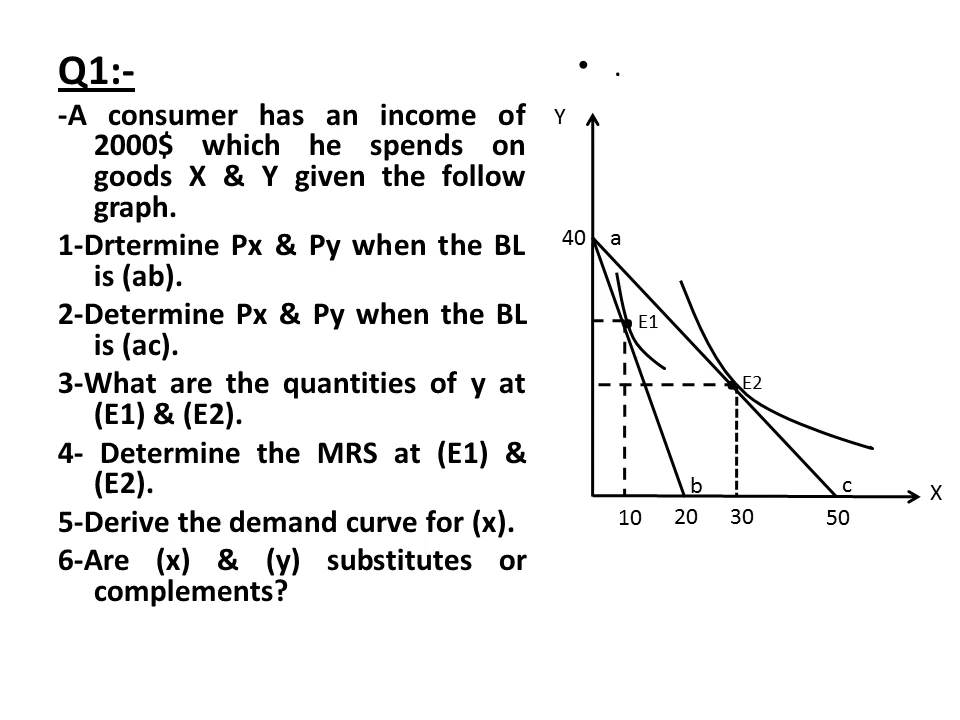 Q1:-
-A consumer has an income of
2000$ which he spends on
goods X & Y given the follow
graph.
1-Drtermine Px & Py when the BL
is (ab).
2-Determine Px & Py when the BL
is (ac).
3-What are the quantities of y at
(E1) & (E2).
4- Determine the MRS at (E1) &
(E2).
5-Derive the demand curve for (x).
6-Are (x) & (y) substitutes or
complements?
• .
Y
40 a
E1
E2
b
c
X
10 20 30 50